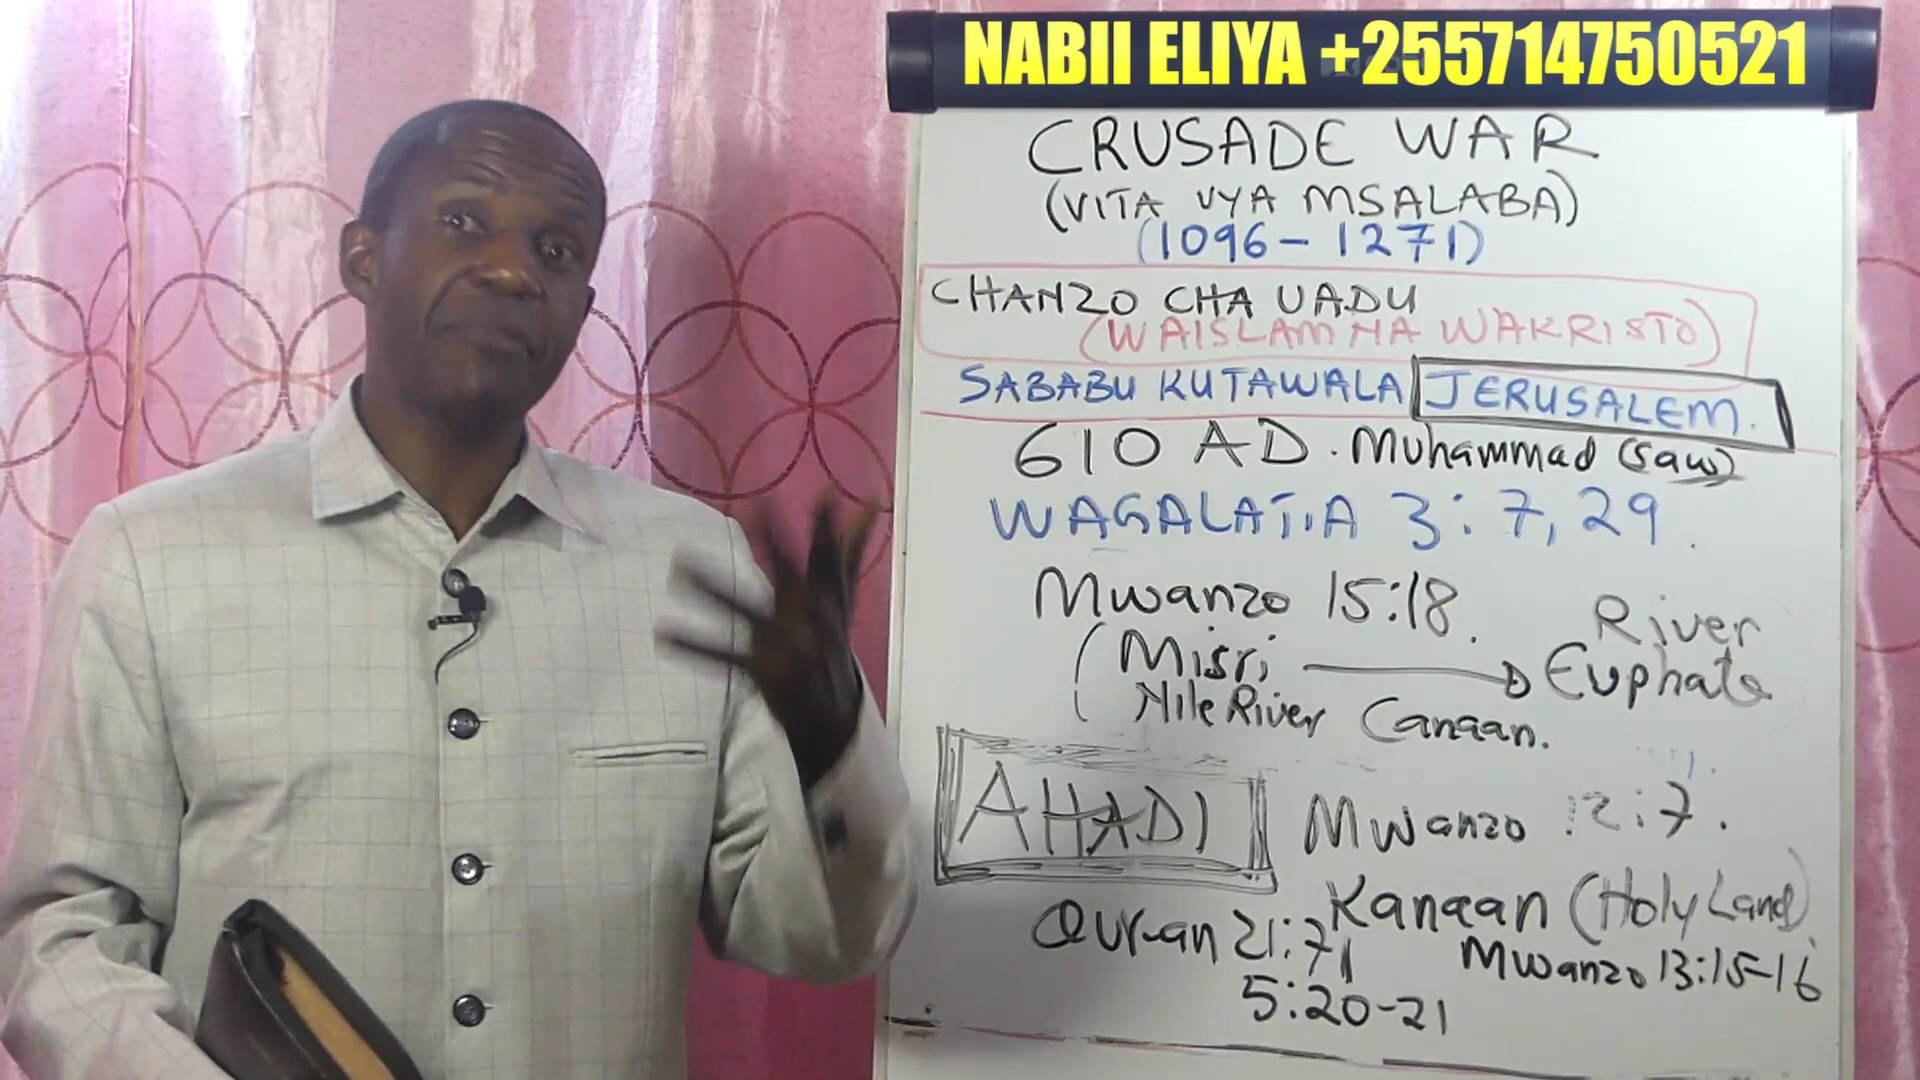 NABII ELIYA +255714750521
CRUSADE WAR
(VITA VYA MSALABA)
(1096 - 1271)
CHANZO CHA UADU
(WAISLAM NA WAKRISTO)
SABABU KUTAWALA JERUSALEM.
610 AD. Muhammad (saw)
WAGALATIA 3:7, 29.
Mwanzo 15:18.
River
(Misri
Euphate
Nile River Canaan.
AHADI
Mwanzo 12:7.
Kanaan (Holy Land).
Qur-an 21:71
Mwanzo 13:15-16
5:20-21